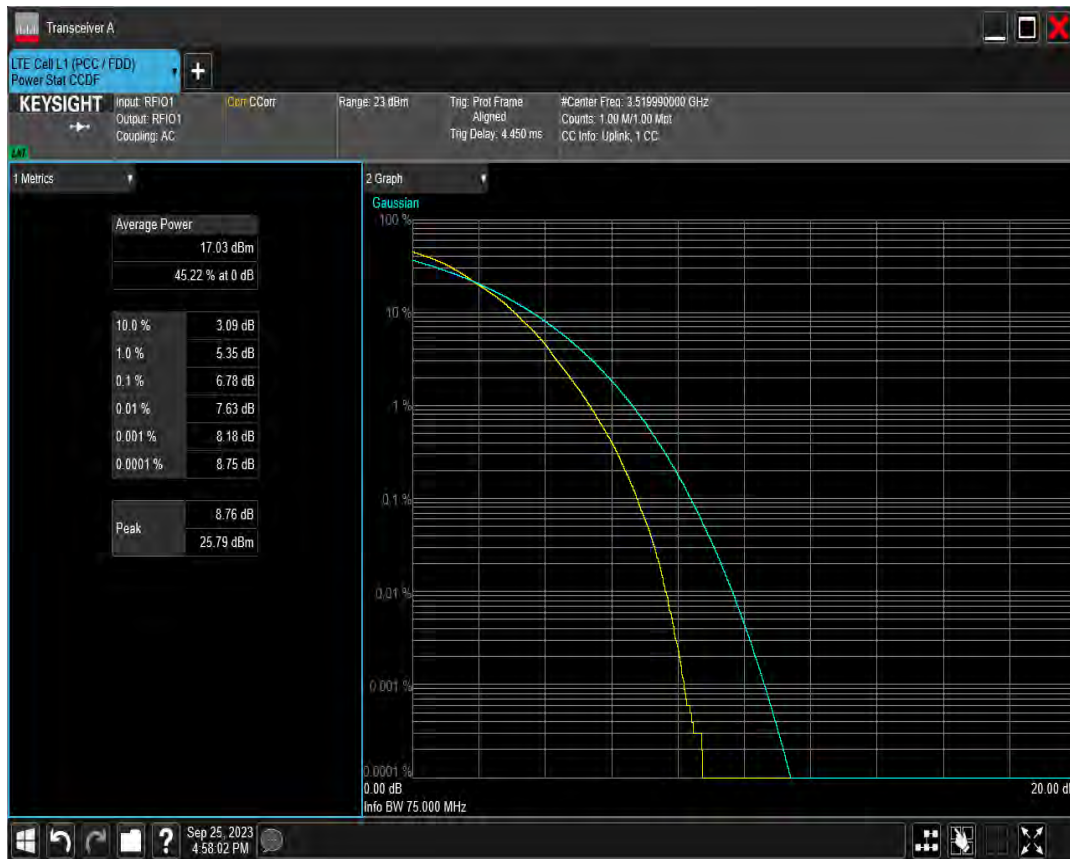 Transceiver A
LTE Cell L1 (PCC / FDD)
Power Stat CCDF
KEYSIGHT
Input: RFIO1
Output: RFIO1
Coupling: AC
Corr CCorr
Range: 23 dBm
Trig: Prot Frame
Aligned
Trig Delay: 4.450 ms
#Center Freq: 3.519990000 GHz
Counts: 1.00 M/1.00 Mpt
CC Info: Uplink, 1 CC
1 Metrics
Average Power
17.03 dBm
45.22 % at 0 dB
10.0 % 3.09 dB
1.0 % 5.35 dB
0.1 % 6.78 dB
0.01 % 7.63 dB
0.001 % 8.18 dB
0.0001 % 8.75 dB
Peak 8.76 dB
25.79 dBm
2 Graph
Gaussian
100 %
10 %
1 %
0.1 %
0.01 %
0.001 %
0.0001 %
0.00 dB
20.00 d
Info BW 75.000 MHz
Sep 25, 2023
4:58:02 PM